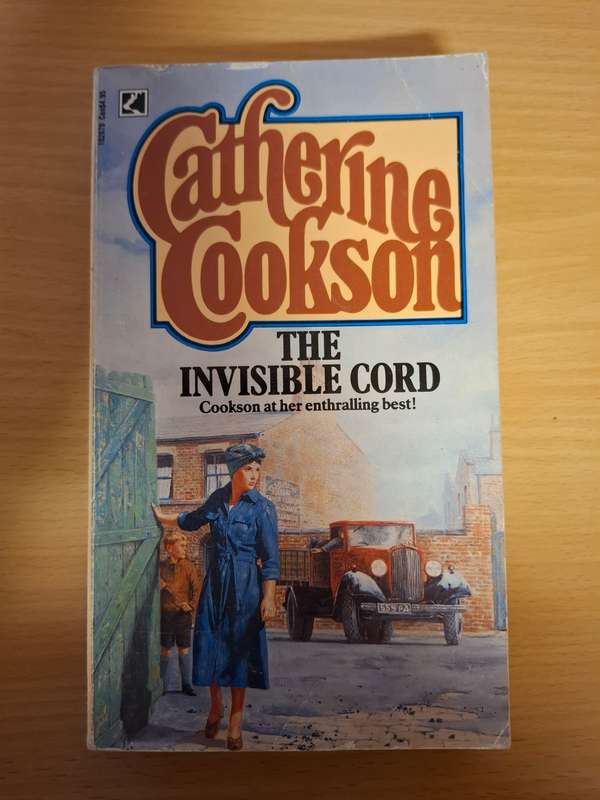 Catherine
Cookson
THE
INVISIBLE CORD
Cookson at her enthralling best!